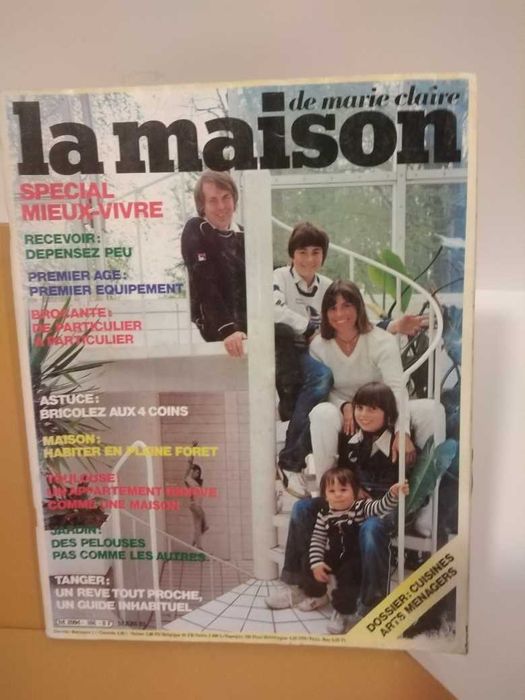 la maison
de marie claire
SPECIAL
MIEUX-VIVRE
RECEVOIR:
DEPENSEZ PEU
PREMIER AGE:
PREMIER EQUIPEMENT
BROCANTE:
DE PARTICULIER
A PARTICULIER
ASTUCE:
BRICOLEZ AUX 4 COINS
MAISON:
HABITER EN PLEINE FORET
TOULOUSE:
UN APPARTEMENT
COMME UNE MAISON
JARDIN:
DES PELOUSES
PAS COMME LES AUTRES
TANGER:
UN REVE TOUT PROCHE,
UN GUIDE INHABITUEL
DOSSIER: CUISINES
ARTS MENAGERS